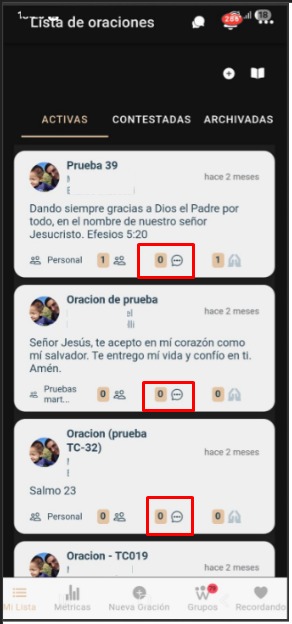 Lista de oraciones
ACTIVAS CONTESTADAS ARCHIVADAS
Prueba 39
hace 2 meses
Dando siempre gracias a Dios el Padre por
todo, en el nombre de nuestro señor
Jesucristo. Efesios 5:20
Personal 1 0 1
Oracion de prueba
hace 2 meses
Señor Jesús, te acepto en mi corazón como
mi salvador. Te entrego mi vida y confío en ti.
Amén.
Pruebas
mart... 0 0 0
Oracion (prueba
TC-32)
hace 2 meses
Salmo 23
Personal 0 0 0
Oracion - TC019
hace 2 meses
Mi Lista Métricas Nueva Oración Grupos Recordando